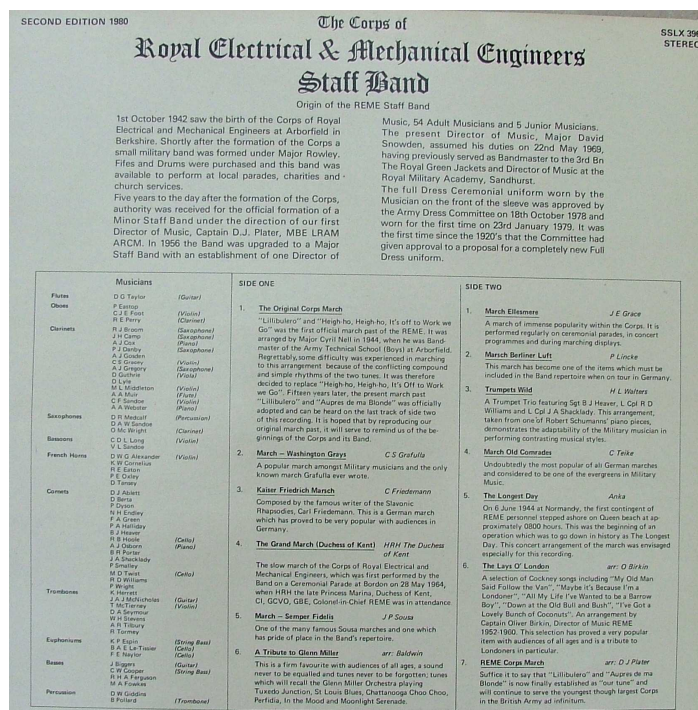 SECOND EDITION 1980
The Corps of
Royal Electrical & Mechanical Engineers
Staff Band
SSLX
STEREO
Origin of the REME Staff Band
1st October 1942 saw the birth of the Corps of Royal
Electrical and Mechanical Engineers at Arborfield in
Berkshire. Shortly after the formation of the Corps a
small military band was formed under Major Rowley.
Fifes and Drums were purchased and this band was
available to perform at local parades, charities and
church services.
Five years to the day after the formation of the Corps,
authority was received for the official formation of a
Minor Staff Band under the direction of our first
Director of Music, Captain D.J. Plater, MBE LRAM
ARCM. In 1956 the Band was upgraded to a Major
Staff Band with an establishment of one Director of
Music, 54 Adult Musicians and 5 Junior Musicians.
The present Director of Music, Major David
Snowden, assumed his duties on 22nd May 1969,
having previously served as Bandmaster to the 3rd Bn
The Royal Green Jackets and Director of Music at the
Royal Military Academy, Sandhurst.
The full Dress Ceremonial uniform worn by the
Musician on the front of the sleeve was approved by
the Army Dress Committee on 18th October 1978 and
worn for the first time on 23rd January 1979. It was
the first time since the 1920's that the Committee had
given approval to a proposal for a completely new Full
Dress uniform.
Musicians
Flutes D G Taylor (Guitar)
Oboes P Eastop
C J E Foot (Violin)
R E Perry (Clarinet)
Clarinets R J Broom (Saxophone)
J H Camp (Saxophone)
A J Cox (Piano)
P J Danby (Saxophone)
A J Gosden
C S Greevy (Violin)
A J Gregory (Saxophone)
D Guthrie (Viola)
D Lyle
M L Middleton (Violin)
A A Muir (Flute)
C F Sandoe (Violin)
A A Webster (Piano)
Saxophones D R Medcalf (Percussion)
D A W Sandoe
O Mc Wright (Clarinet)
Bassoons C D L Long (Violin)
V L Sandoe
French Horns D W G Alexander (Violin)
K W Cornelius
R E Eaton
P E Oxley
D Tansey
Cornets D J Ablett
D Berta
P Dyson
N H Endley
F A Green
P A Halliday
B J Heaver
R B Hoole (Cello)
A J Osborn (Piano)
B R Porter
J A Shacklady
P Smalley
M D Twist (Cello)
R D Williams
P Wright
Trombones K Herrett
J A J McNicholas (Guitar)
T McTierney (Violin)
D A Seymour
W H Stevens
A R Tilbury
R Tormey
Euphoniums K P Espin (String Bass)
B A E Le-Tissier (Cello)
F E Naylor (Cello)
Basses J Biggers (Guitar)
C W Cooper (String Bass)
R H A Ferguson
M A Fowkes
Percussion D W Giddins
B Pollard (Trombone)
SIDE ONE
1. The Original Corps March
"Lillibulero" and "Heigh-ho, Heigh-ho, It's off to Work we
Go" was the first official march past of the REME. It was
arranged by Major Cyril Nell in 1944, when he was Band-
master of the Army Technical School (Boys) at Arborfield.
Regrettably, some difficulty was experienced in marching
to this arrangement because of the conflicting compound
and simple rhythms of the two tunes. It was therefore
decided to replace "Heigh-ho, Heigh-ho, It's Off to Work
we Go". Fifteen years later, the present march past
"Lillibulero" and "Aupres de ma Blonde" was officially
adopted and can be heard on the last track of side two
of this recording. It is hoped that by reproducing our
original march past, it will serve to remind us of the be-
ginnings of the Corps and its Band.
2. March – Washington Grays C S Grafulla
A popular march amongst Military musicians and the only
known march Grafulla ever wrote.
3. Kaiser Friedrich Marsch C Friedemann
Composed by the famous writer of the Slavonic
Rhapsodies, Carl Friedemann. This is a German march
which has proved to be very popular with audiences in
Germany.
4. The Grand March (Duchess of Kent) HRH The Duchess
of Kent
The slow march of the Corps of Royal Electrical and
Mechanical Engineers, which was first performed by the
Band on a Ceremonial Parade at Bordon on 28 May 1964,
when HRH the late Princess Marina, Duchess of Kent,
CI, GCVO, GBE, Colonel-in-Chief REME was in attendance
5. March – Semper Fidelis J P Sousa
One of the many famous Sousa marches and one which
has pride of place in the Band's repertoire.
6. A Tribute to Glenn Miller arr: Baldwin
This is a firm favourite with audiences of all ages, a sound
never to be equalled and tunes never to be forgotten; tunes
which will recall the Glenn Miller Orchestra playing
Tuxedo Junction, St Louis Blues, Chattanooga Choo Choo,
Perfidia, In the Mood and Moonlight Serenade.
SIDE TWO
1. March Ellesmere J E Grace
A march of immense popularity within the Corps. It is
performed regularly on ceremonial parades, in concert
programmes and during marching displays.
2. Marsch Berliner Luft P Lincke
This march has become one of the items which must be
included in the Band repertoire when on tour in Germany.
3. Trumpets Wild H L Walters
A Trumpet Trio featuring Sgt B J Heaver, L Cpl R D
Williams and L Cpl J A Shacklady. This arrangement,
taken from one of Robert Schumanns' piano pieces,
demonstrates the adaptability of the Military musician in
performing contrasting musical styles.
4. March Old Comrades C Teike
Undoubtedly the most popular of all German marches
and considered to be one of the evergreens in Military
Music.
5. The Longest Day Anka
On 6 June 1944 at Normandy, the first contingent of
REME personnel stepped ashore on Queen beach at ap-
proximately 0800 hours. This was the beginning of an
operation which was to go down in history as The Longest
Day. This concert arrangement of the march was envisaged
especially for this recording.
6. The Lays O' London arr: O Birkin
A selection of Cockney songs including "My Old Man
Said Follow the Van", "Maybe it's Because I'm a
Londoner", "All My Life I've Wanted to be a Barrow
Boy", "Down at the Old Bull and Bush", "I've Got a
Lovely Bunch of Coconuts". An arrangement by
Captain Oliver Birkin, Director of Music REME
1952-1960. This selection has proved a very popular
item with audiences of all ages and is a tribute to
Londoners in particular.
7. REME Corps March arr: D J Plater
Suffice it to say that "Lillibulero" and "Aupres de ma
Blonde" is now finally established as "our tune" and
will continue to serve the youngest though largest Corps
in the British Army ad infinitum.